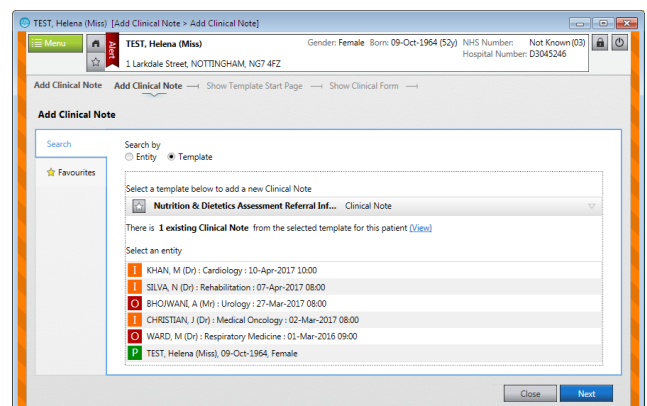 TEST, Helena (Miss) [Add Clinical Note > Add Clinical Note]
Menu
Alert
TEST, Helena (Miss)
Gender: Female Born: 09-Oct-1964 (52y) NHS Number: Not Known (03)
Hospital Number: D3045246
1 Larkdale Street, NOTTINGHAM, NG7 4FZ
Add Clinical Note Add Clinical Note Show Template Start Page Show Clinical Form
Add Clinical Note
Search
Favourites
Search by
Entity Template
Select a template below to add a new Clinical Note
Nutrition & Dietetics Assessment Referral Inf... Clinical Note
There is 1 existing Clinical Note from the selected template for this patient (View)
Select an entity
I KHAN, M (Dr) : Cardiology : 10-Apr-2017 10:00
I SILVA, N (Dr) : Rehabilitation : 07-Apr-2017 08:00
O BHOJWANI, A (Mr) : Urology : 27-Mar-2017 08:00
I CHRISTIAN, J (Dr) : Medical Oncology : 02-Mar-2017 08:00
O WARD, M (Dr) : Respiratory Medicine : 01-Mar-2016 09:00
P TEST, Helena (Miss), 09-Oct-1964, Female
Close Next